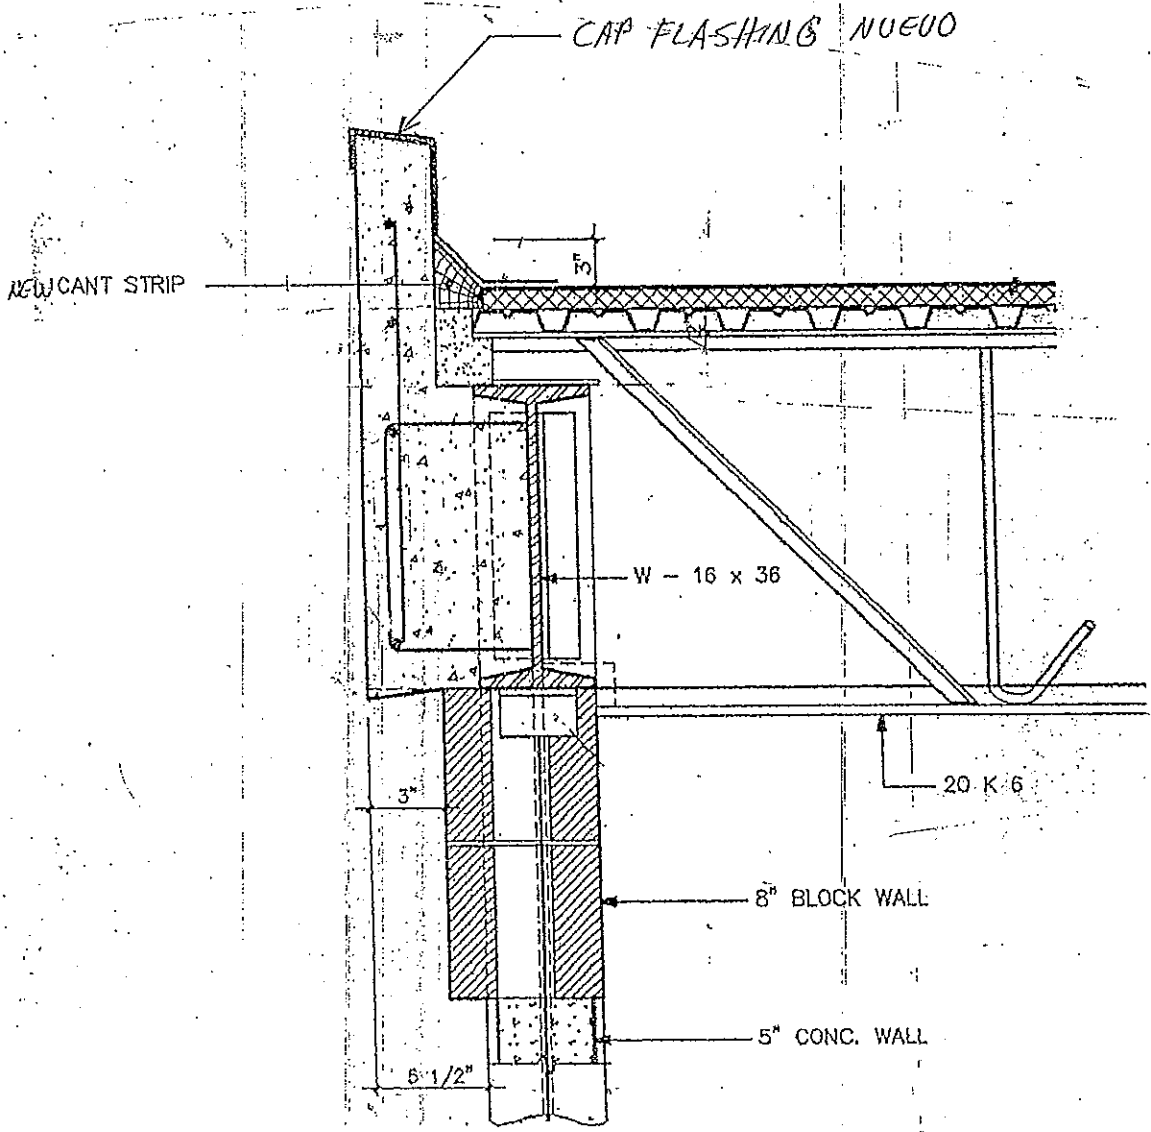 CAP FLASHING NUEVO
3"
NEW CANT STRIP
W - 16 x 36
20 K 6
3"
8" BLOCK WALL
5" CONC. WALL
1/2"